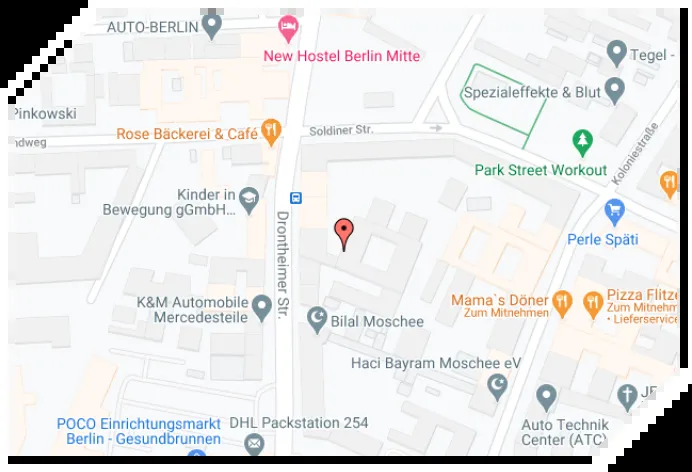 AUTO-BERLIN
New Hostel Berlin Mitte
Tegel -
Spezialeffekte & Blut
Pinkowski
Rose Bäckerei & Café
Soldiner Str.
ndweg
Koloniestraße
Park Street Workout
Kinder in
Bewegung gGmbH...
Drontheimer Str.
Perle Späti
K&M Automobile
Mercedesteile
Mama`s Döner
Zum Mitnehmen
Pizza Flitze
Zum Mitnehm
• Lieferservice
Bilal Moschee
Haci Bayram Moschee eV
POCO Einrichtungsmarkt
Berlin - Gesundbrunnen
DHL Packstation 254
Auto Technik
Center (ATC)